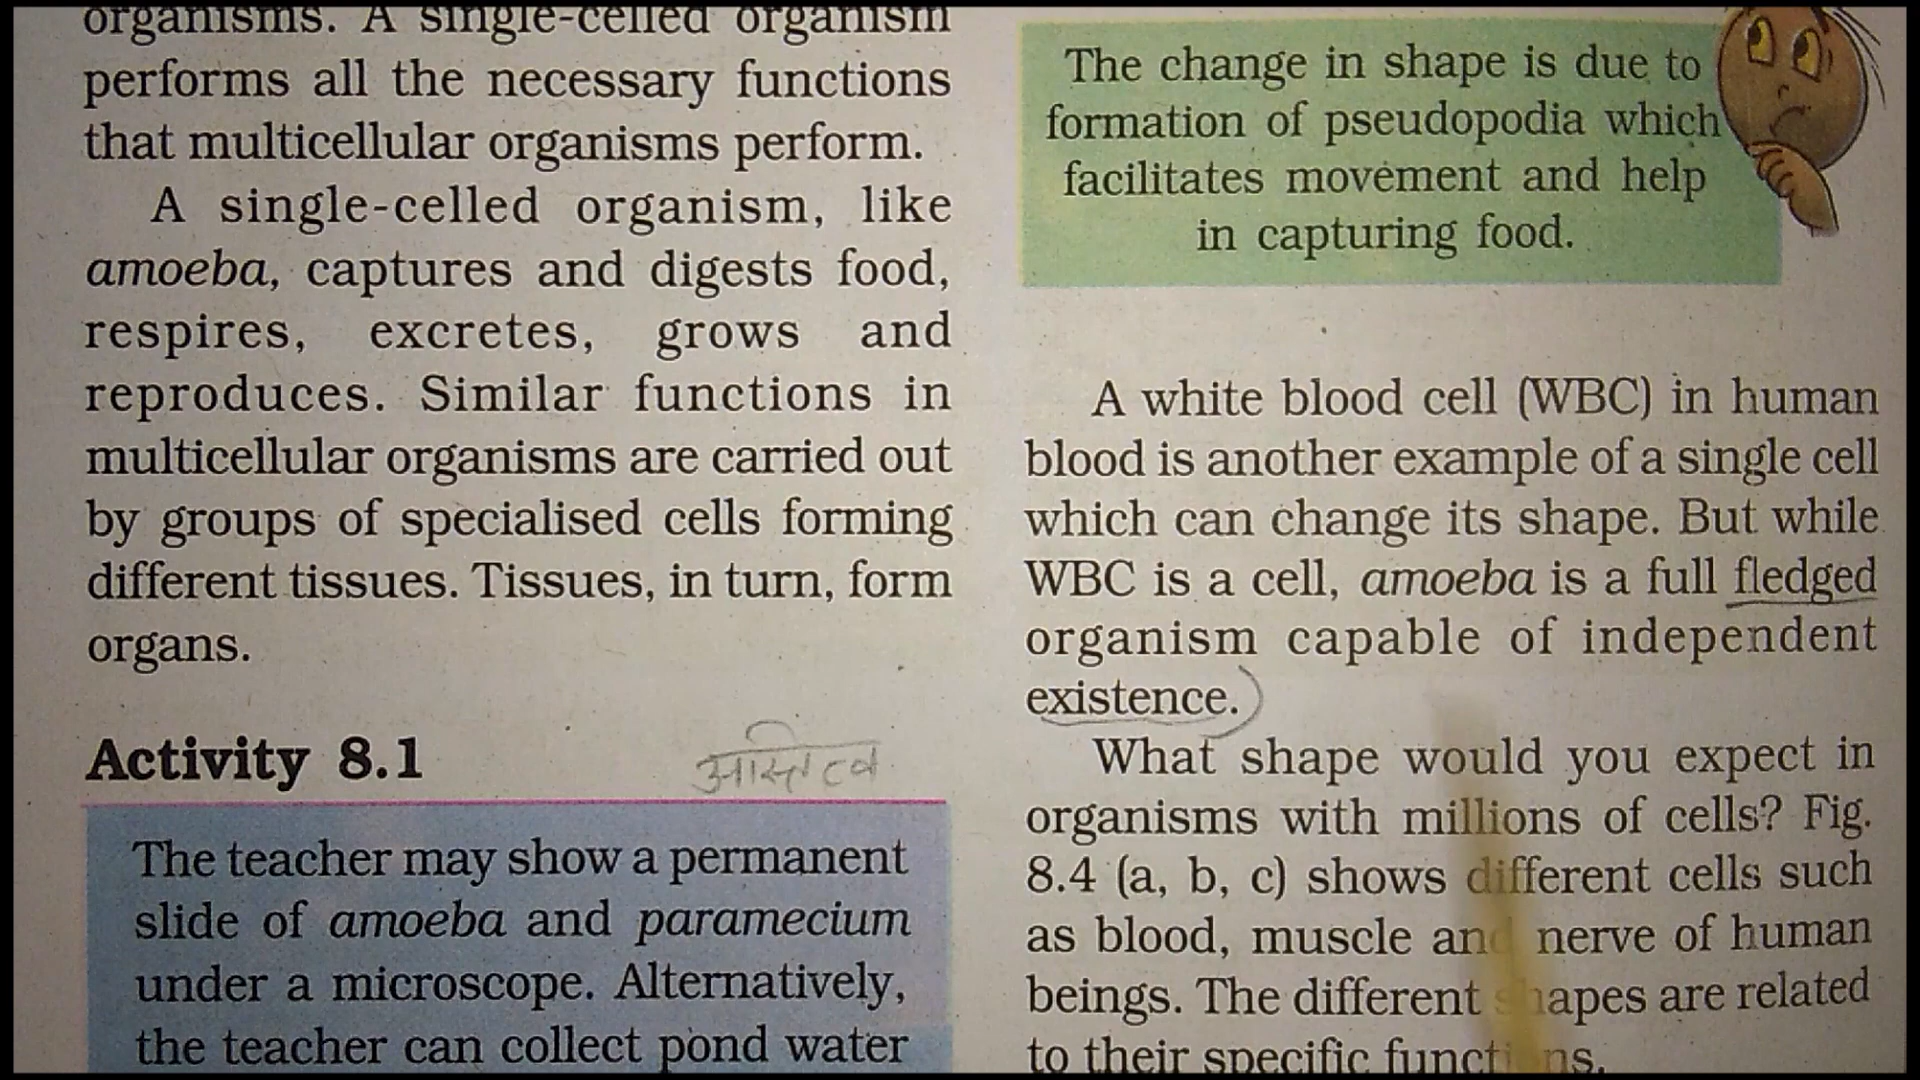 organisms. A single-celled organism
performs all the necessary functions
that multicellular organisms perform.
A single-celled organism, like
amoeba, captures and digests food,
respires, excretes, grows and
reproduces. Similar functions in
multicellular organisms are carried out
by groups of specialised cells forming
different tissues. Tissues, in turn, form
organs.
Activity 8.1
अस्तित्व
The teacher may show a permanent
slide of amoeba and paramecium
under a microscope. Alternatively,
the teacher can collect pond water
The change in shape is due to
formation of pseudopodia which
facilitates movement and help
in capturing food.
A white blood cell (WBC) in human
blood is another example of a single cell
which can change its shape. But while
WBC is a cell, amoeba is a full fledged
organism capable of independent
existence.
What shape would you expect in
organisms with millions of cells? Fig.
8.4 (a, b, c) shows different cells such
as blood, muscle and nerve of human
beings. The different shapes are related
to their specific functions.